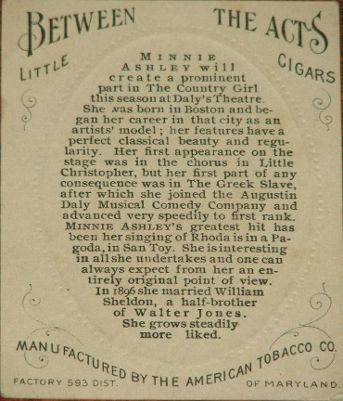 BETWEEN THE ACTS
LITTLE CIGARS
MINNIE
ASHLEY will
create a prominent
part in The Country Girl
this season at Daly's Theatre.
She was born in Boston and be-
gan her career in that city as an
artists' model; her features have a
perfect classical beauty and regu-
larity. Her first appearance on the
stage was in the chorus in Little
Christopher, but her first part of any
consequence was in The Greek Slave,
after which she joined the Augustin
Daly Musical Comedy Company and
advanced very speedily to first rank.
MINNIE ASHLEY'S greatest hit has
been her singing of Rhoda is in a Pa-
goda, in San Toy. She is interesting
in all she undertakes and one can
always expect from her an en-
tirely original point of view.
In 1896 she married William
Sheldon, a half-brother
of Walter Jones.
She grows steadily
more liked.
MANUFACTURED BY THE AMERICAN TOBACCO CO.
FACTORY 593 DIST. OF MARYLAND.